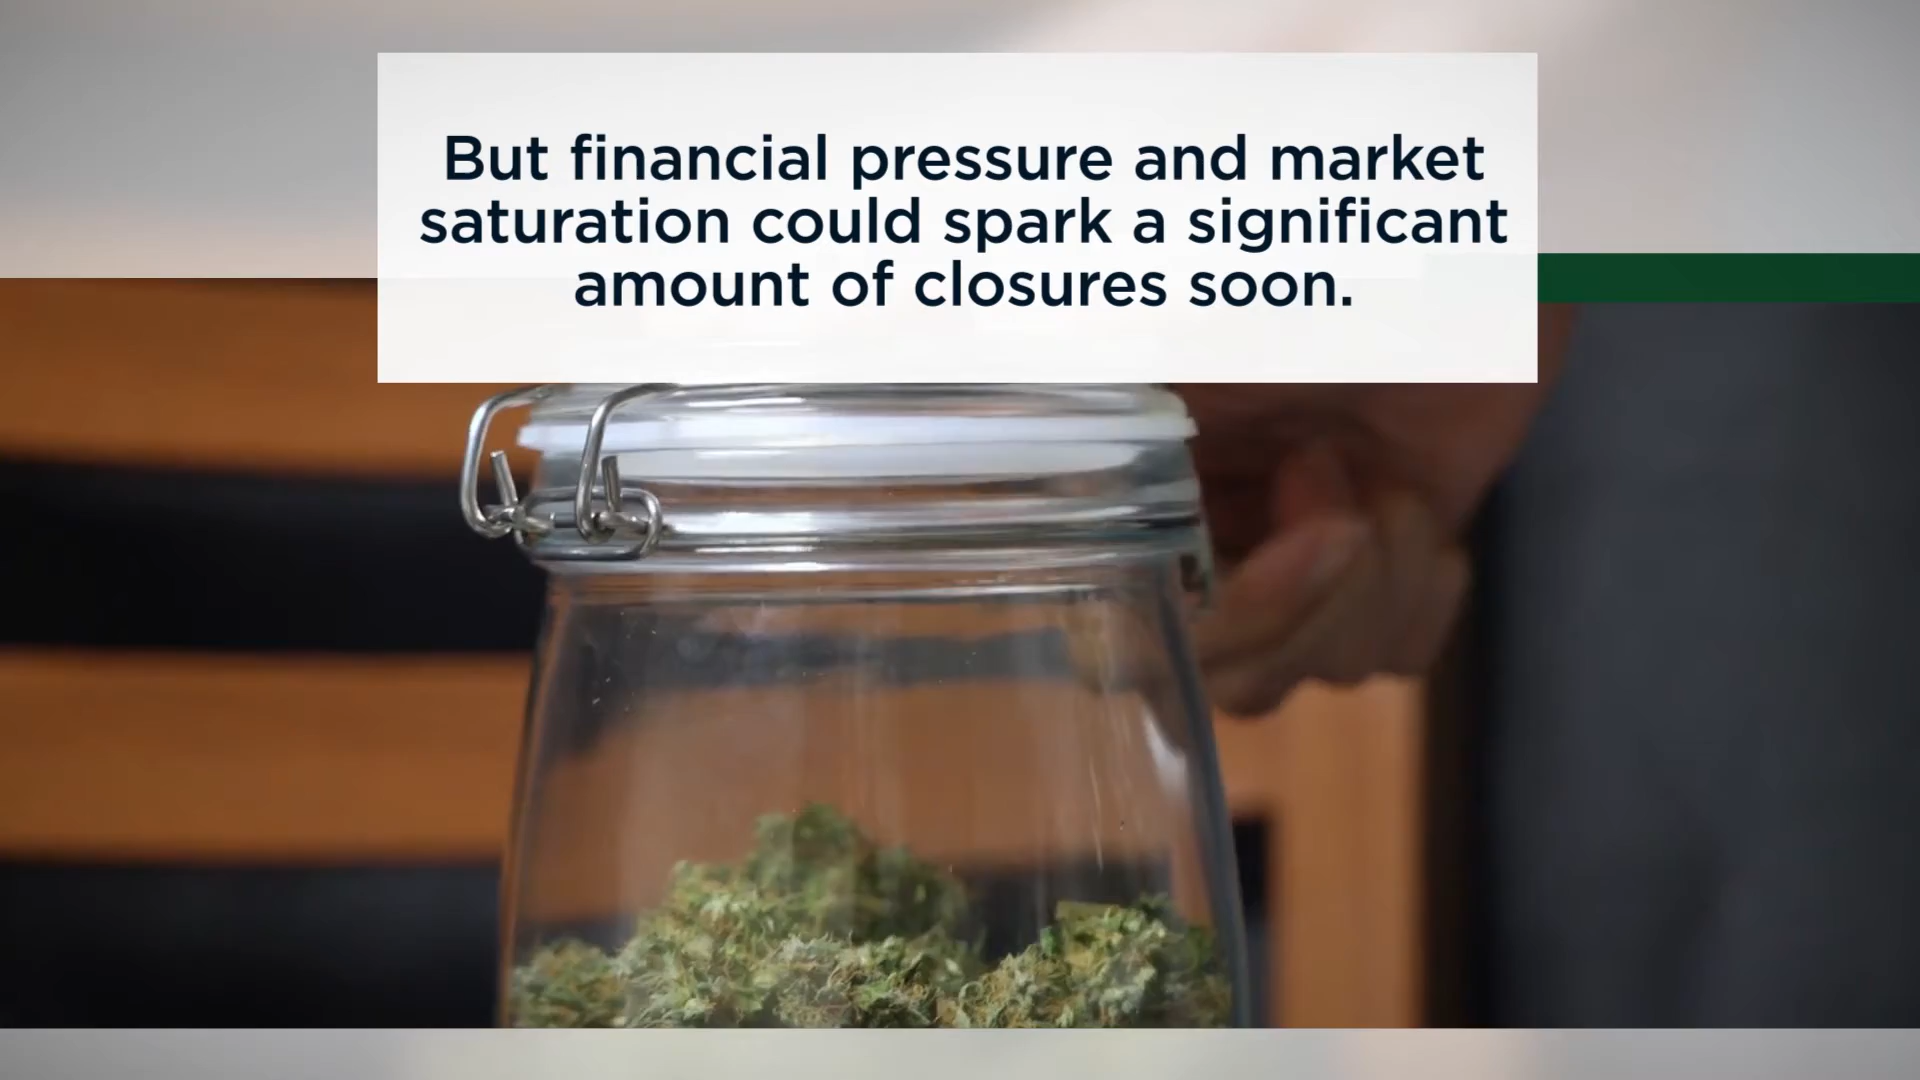 But financial pressure and market
saturation could spark a significant
amount of closures soon.